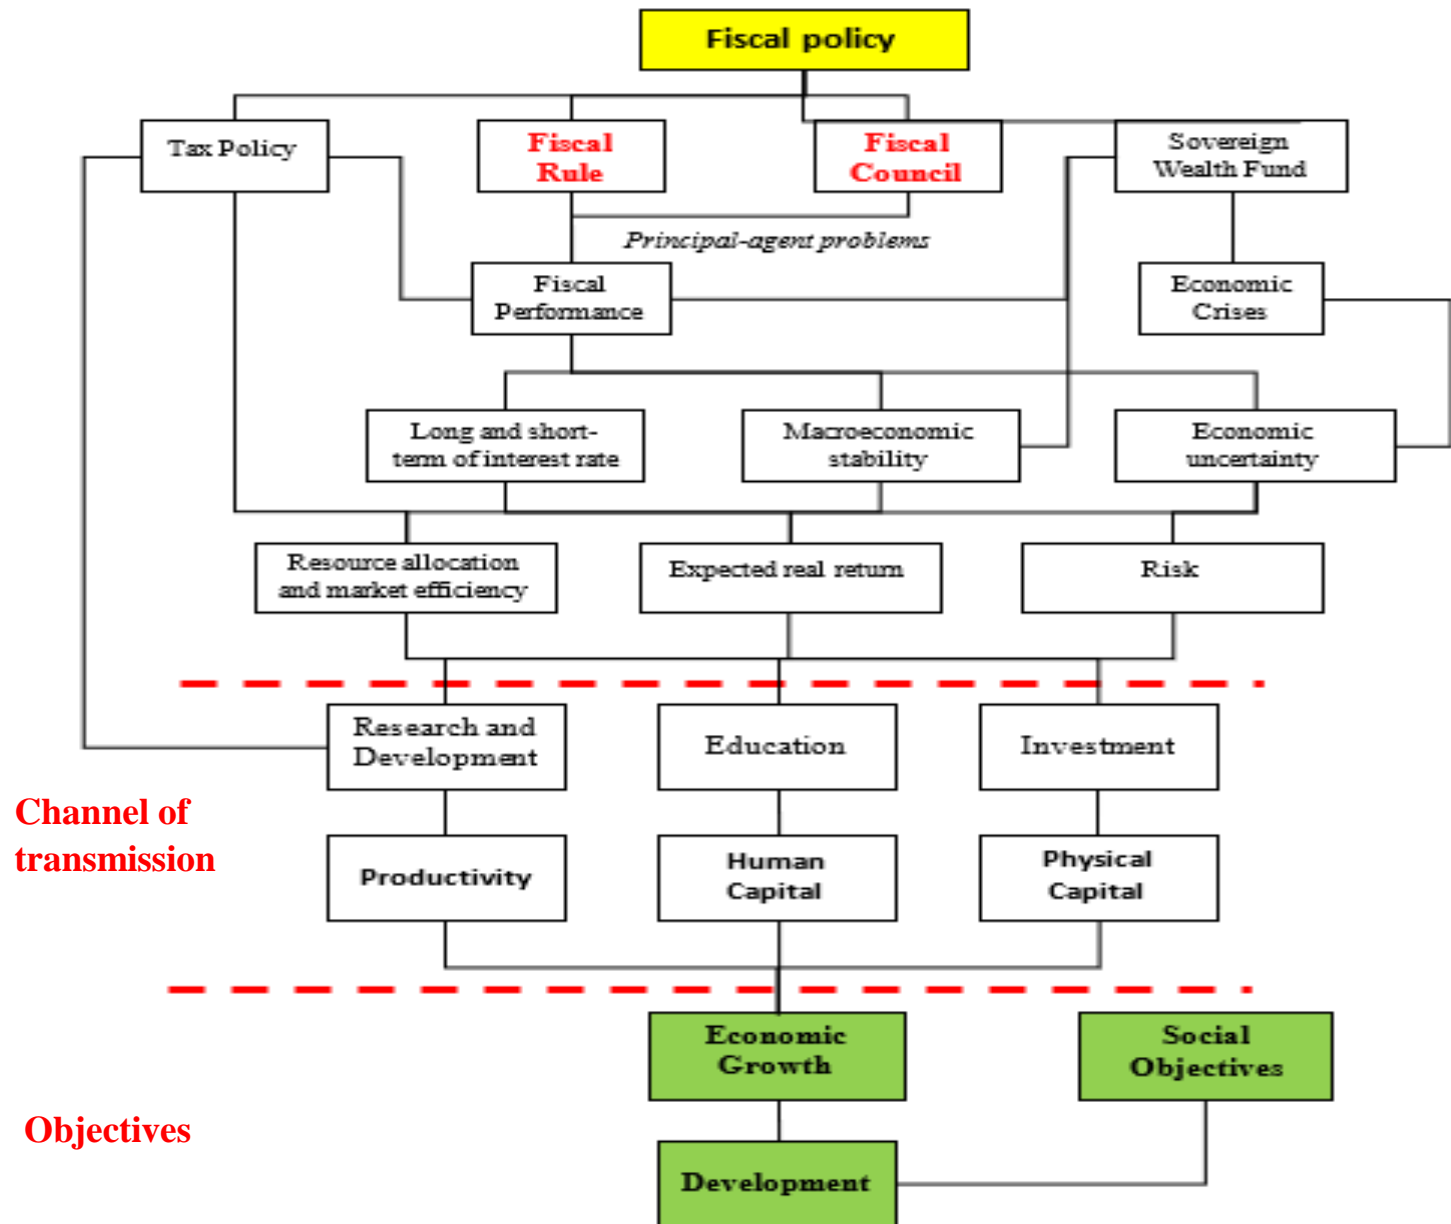 Fiscal policy
Tax Policy
Fiscal
Rule
Fiscal
Council
Sovereign
Wealth Fund
Principal-agent problems
Fiscal
Performance
Economic
Crises
Long and short-
term of interest rate
Macroeconomic
stability
Economic
uncertainty
Resource allocation
and market efficiency
Expected real return
Risk
Research and
Development
Education
Investment
Channel of
transmission
Productivity
Human
Capital
Physical
Capital
Economic
Growth
Social
Objectives
Objectives
Development